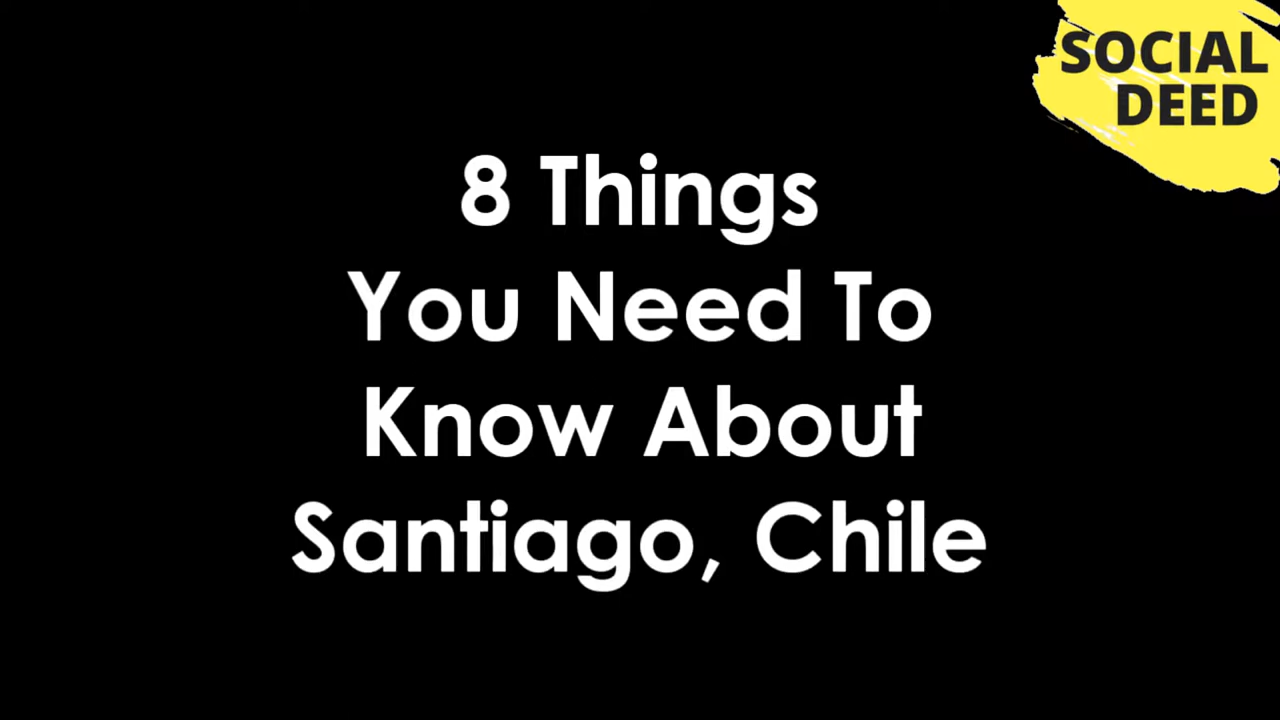 SOCIAL
DEED
8 Things
You Need To
Know About
Santiago, Chile